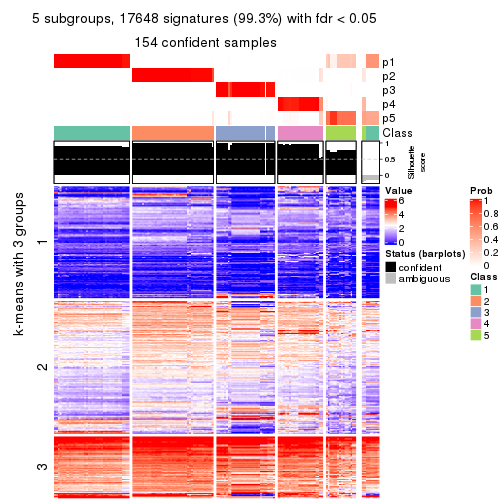 5 subgroups, 17648 signatures (99.3%) with fdr < 0.05
154 confident samples
p1
p2
p3
p4
p5
Class
1
0.5
0
Silhouette
score
k-means with 3 groups
1
2
3
Value
6
4
2
0
Status (barplots)
confident
ambiguous
Prob
1
0.8
0.6
0.4
0.2
0
Class
1
2
3
4
5